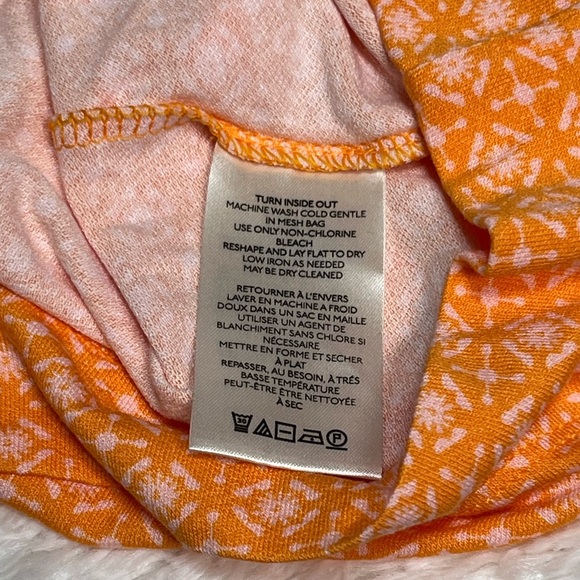 TURN INSIDE OUT
MACHINE WASH COLD GENTLE
IN MESH BAG
USE ONLY NON-CHLORINE
BLEACH
RESHAPE AND LAY FLAT TO DRY
LOW IRON AS NEEDED
MAY BE DRY CLEANED
RETOURNER À L'ENVERS
LAVER EN MACHINE A FROID
DOUX DANS UN SAC EN MAILLE
UTILISER UN AGENT DE
BLANCHIMENT SANS CHLORE SI
NÉCESSAIRE
METTRE EN FORME ET SECHER
À PLAT
REPASSER, AU BESOIN, À TRÈS
BASSE TEMPÉRATURE
PEUT-ÊTRE ÊTRE NETTOYÉE
À SEC
30 P